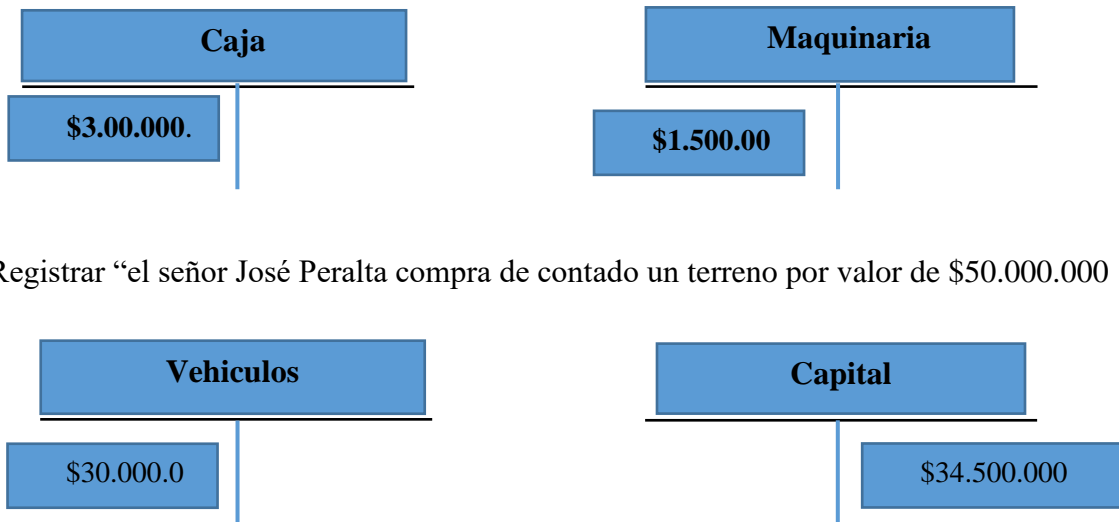 Caja Maquinaria
$3.00.000. $1.500.00
Registrar “el señor José Peralta compra de contado un terreno por valor de $50.000.000
Vehiculos Capital
$30.000.0 $34.500.000